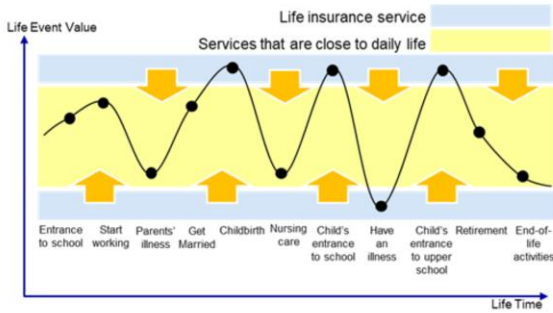 Life insurance service
Life Event Value
Services that are close to daily life
Entrance
to school
Start
working
Parents'
illness
Get
Married
Childbirth
Nursing
care
Child's
entrance
to school
Have
an
illness
Child's
entrance
to upper
school
Retirement
End-of-
life
activities
Life Time